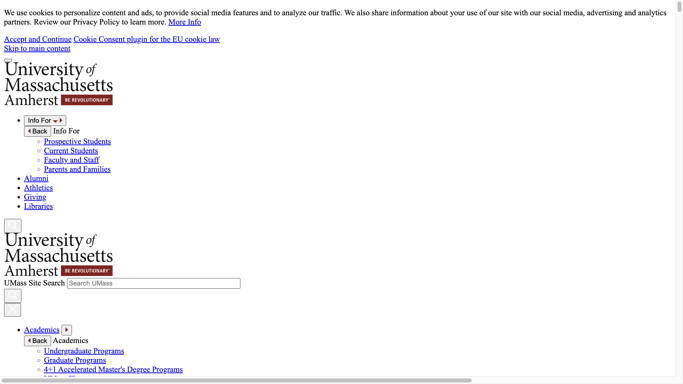 We use cookies to personalize content and ads, to provide social media features and to analyze our traffic. We also share information about your use of our site with our social media, advertising and analytics
partners. Review our Privacy Policy to learn more. More Info
Accept and Continue Cookie Consent plugin for the EU cookie law
Skip to main content
University of
Massachusetts
Amherst BE REVOLUTIONARY
Info For
Back Info For
Prospective Students
Current Students
Faculty and Staff
Parents and Families
Alumni
Athletics
Giving
Libraries
University of
Massachusetts
Amherst BE REVOLUTIONARY
UMass Site Search Search UMass
Academics
Back Academics
Undergraduate Programs
Graduate Programs
4+1 Accelerated Master's Degree Programs